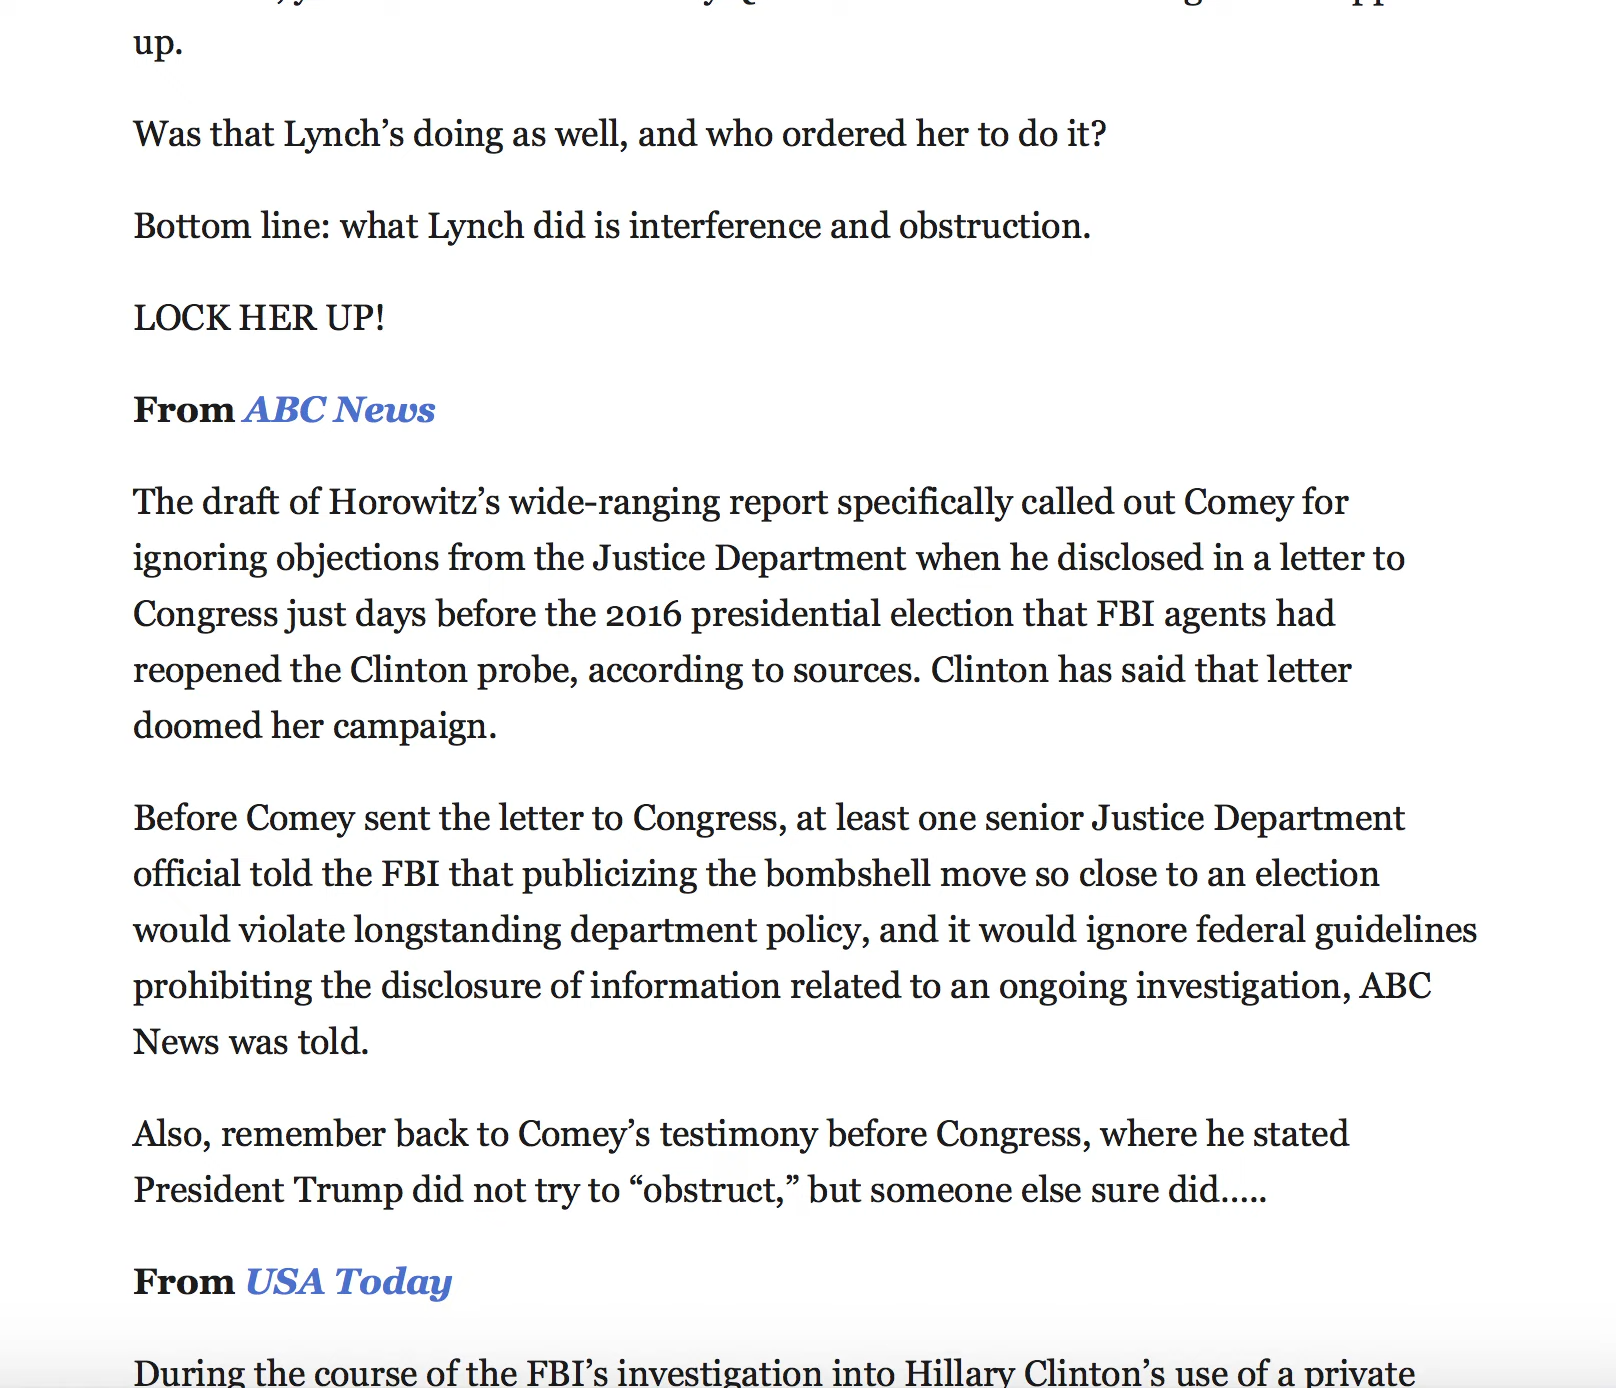 up.
Was that Lynch’s doing as well, and who ordered her to do it?
Bottom line: what Lynch did is interference and obstruction.
LOCK HER UP!
From ABC News
The draft of Horowitz’s wide-ranging report specifically called out Comey for
ignoring objections from the Justice Department when he disclosed in a letter to
Congress just days before the 2016 presidential election that FBI agents had
reopened the Clinton probe, according to sources. Clinton has said that letter
doomed her campaign.
Before Comey sent the letter to Congress, at least one senior Justice Department
official told the FBI that publicizing the bombshell move so close to an election
would violate longstanding department policy, and it would ignore federal guidelines
prohibiting the disclosure of information related to an ongoing investigation, ABC
News was told.
Also, remember back to Comey’s testimony before Congress, where he stated
President Trump did not try to “obstruct,” but someone else sure did.....
From USA Today
During the course of the FBI’s investigation into Hillary Clinton’s use of a private